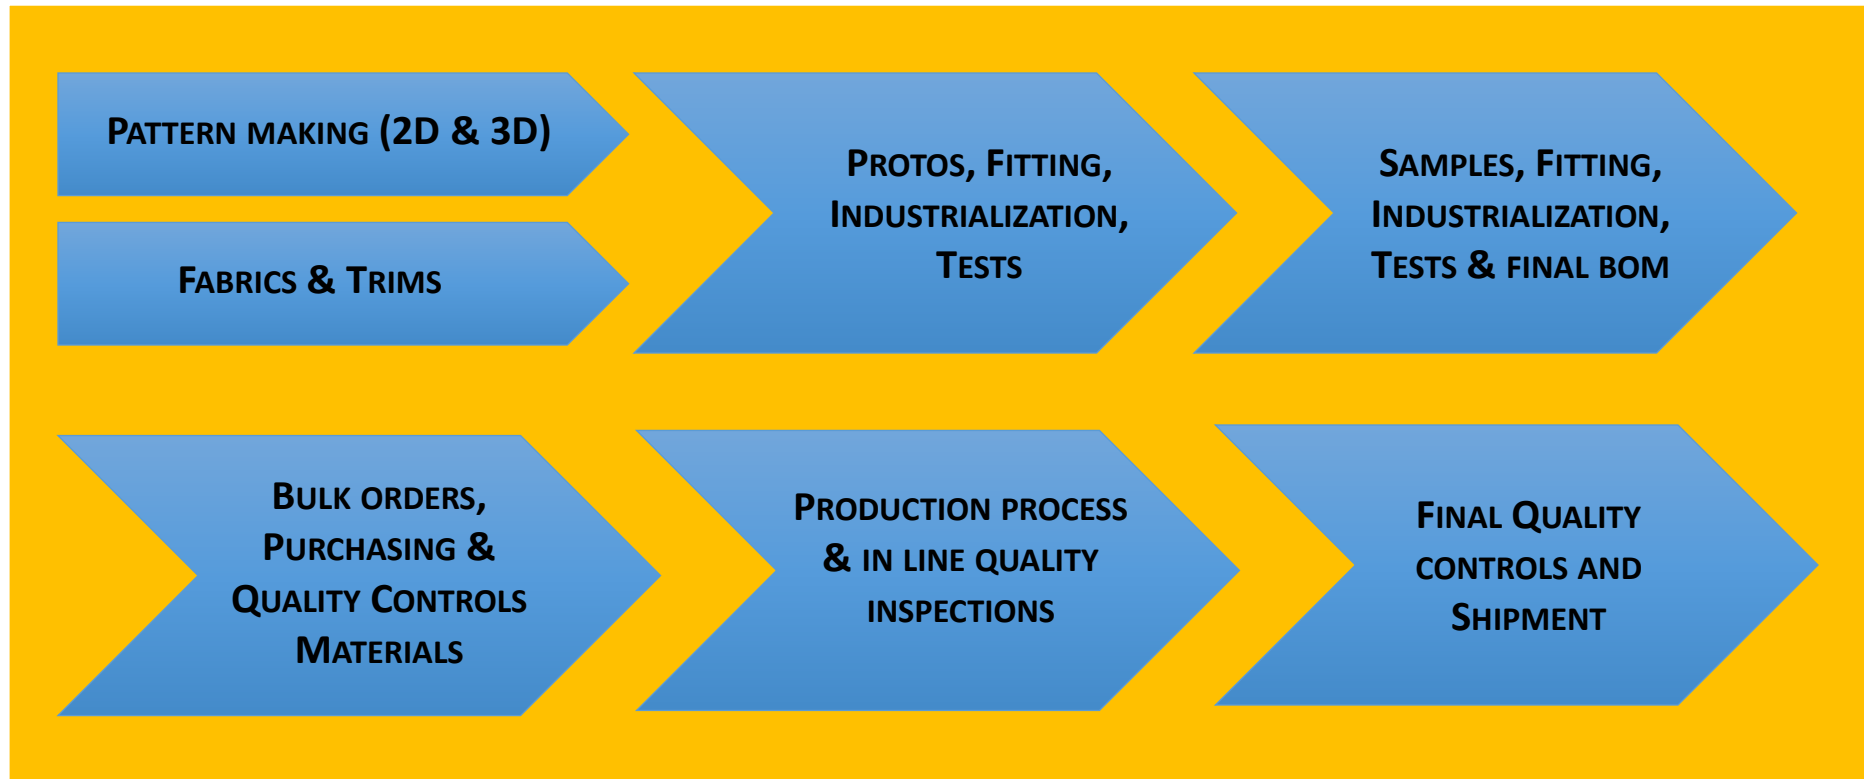 Pattern making (2D & 3D)
Fabrics & Trims
Protos, Fitting,
Industrialization,
Tests
Samples, Fitting,
Industrialization,
Tests & final bom
Bulk orders,
Purchasing &
Quality Controls
Materials
Production process
& in line quality
inspections
Final Quality
controls and
Shipment